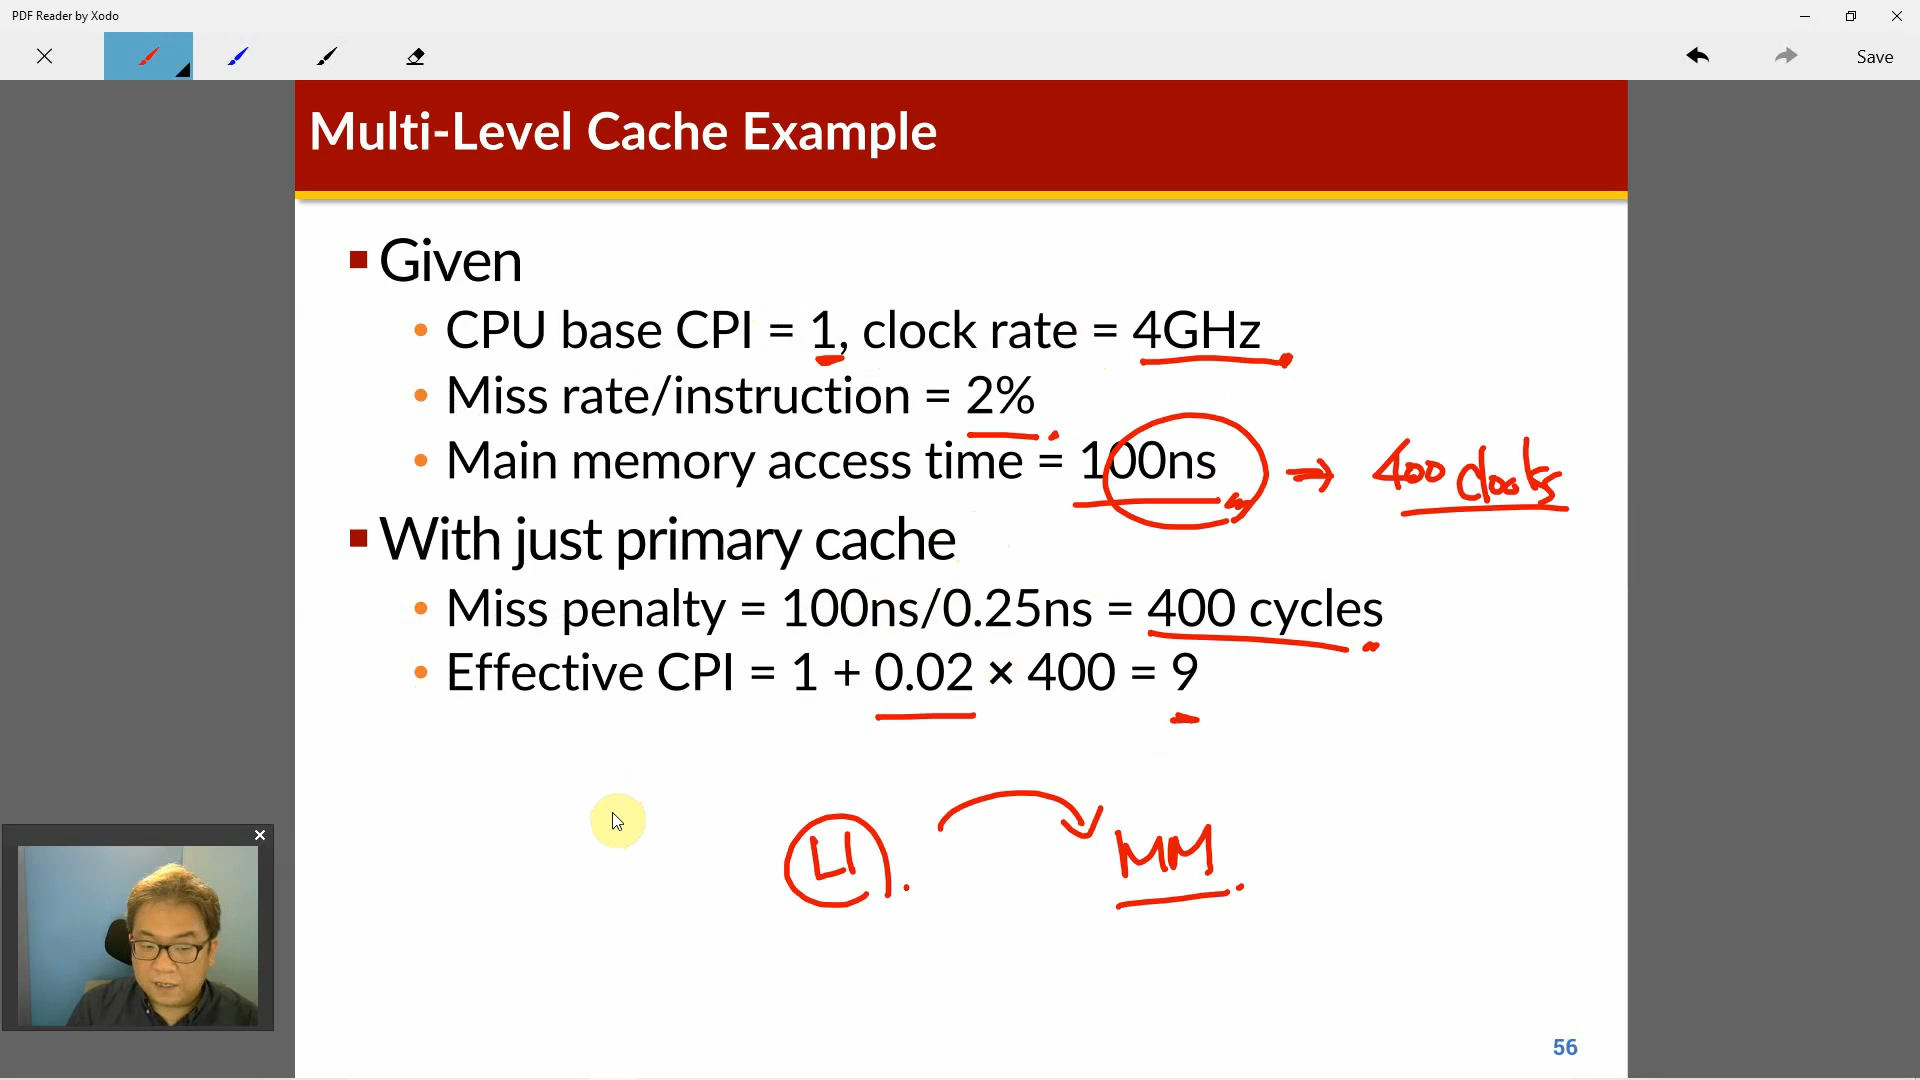 PDF Reader by Xodo
Save
Multi-Level Cache Example
Given
CPU base CPI = 1, clock rate = 4GHz
Miss rate/instruction = 2%
Main memory access time = 100ns → 400 clocks
With just primary cache
Miss penalty = 100ns/0.25ns = 400 cycles
Effective CPI = 1 + 0.02 × 400 = 9
L1
MM
56